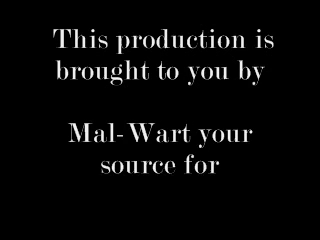 This production is
brought to you by
Mal-Wart your
source for